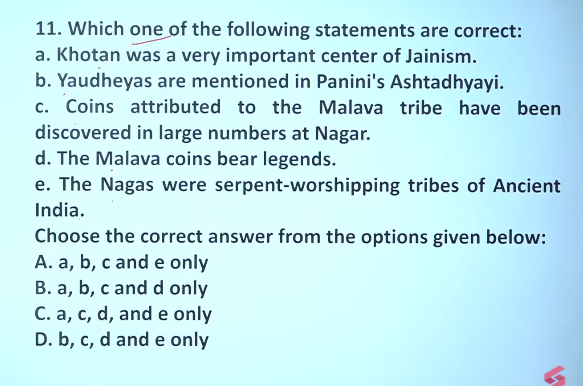 11. Which one of the following statements are correct:
a. Khotan was a very important center of Jainism.
b. Yaudheyas are mentioned in Panini's Ashtadhyayi.
c. Coins attributed to the Malava tribe have been
discovered in large numbers at Nagar.
d. The Malava coins bear legends.
e. The Nagas were serpent-worshipping tribes of Ancient
India.
Choose the correct answer from the options given below:
A. a, b, c and e only
B. a, b, c and d only
C. a, c, d, and e only
D. b, c, d and e only